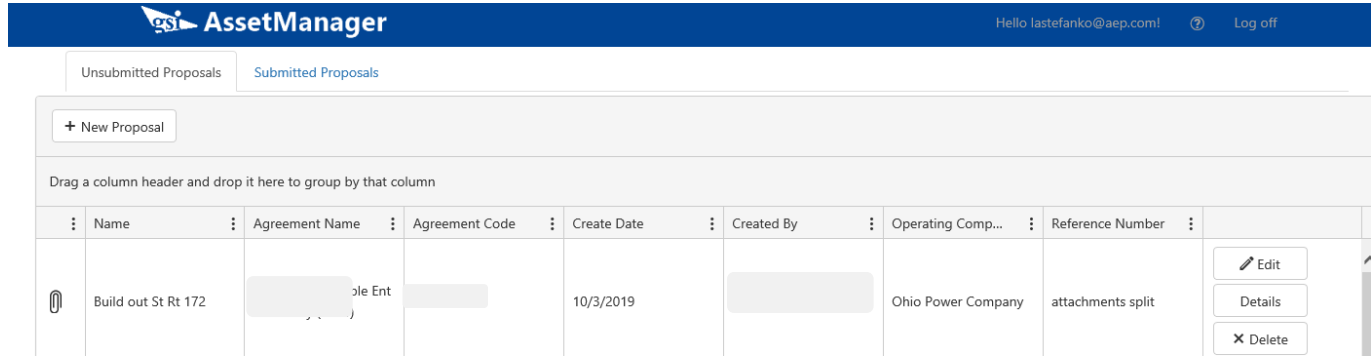 gsi AssetManager Hello lastefanko@aep.com! ? Log off
Unsubmitted Proposals Submitted Proposals
+ New Proposal
Drag a column header and drop it here to group by that column
Name Agreement Name Agreement Code Create Date Created By Operating Comp... Reference Number
Edit
Build out St Rt 172 Ent 10/3/2019 Ohio Power Company attachments split Details
× Delete